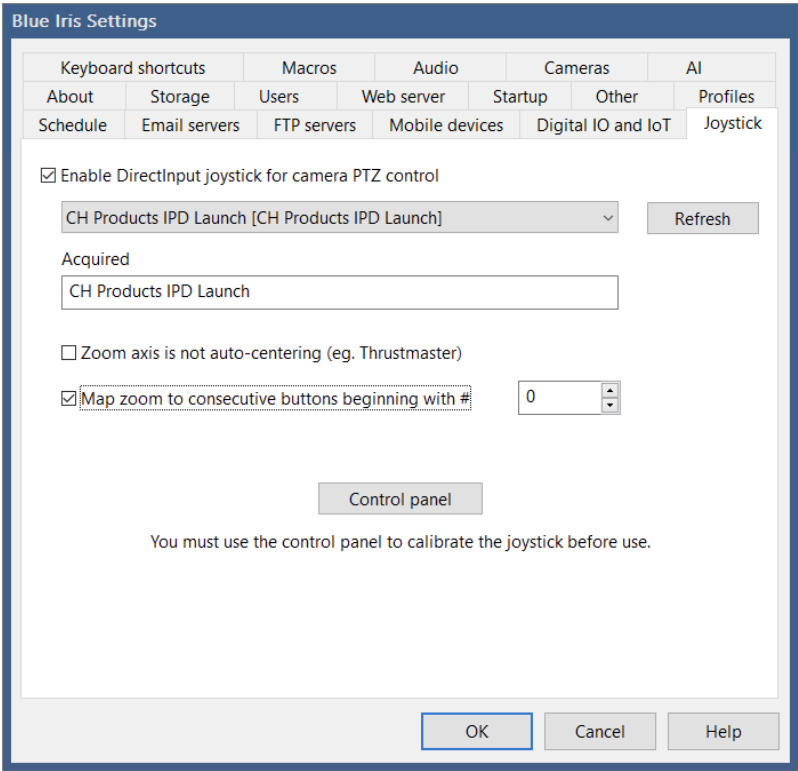 Blue Iris Settings
Keyboard shortcuts Macros Audio Cameras AI
About Storage Users Web server Startup Other Profiles
Schedule Email servers FTP servers Mobile devices Digital IO and IoT Joystick
Enable DirectInput joystick for camera PTZ control
CH Products IPD Launch [CH Products IPD Launch] Refresh
Acquired
CH Products IPD Launch
Zoom axis is not auto-centering (eg. Thrustmaster)
Map zoom to consecutive buttons beginning with # 0
Control panel
You must use the control panel to calibrate the joystick before use.
OK Cancel Help